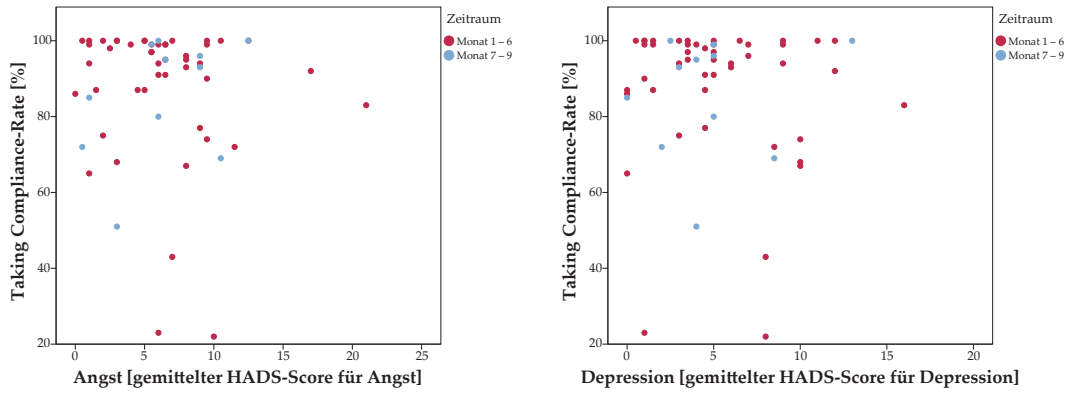 Zeitraum
Monat 1 – 6
Monat 7 – 9
100
80
60
40
20
0 5 10 15 20 25
Taking Compliance-Rate [%]
Angst [gemittelter HADS-Score für Angst]
Zeitraum
Monat 1 – 6
Monat 7 – 9
100
80
60
40
20
0 5 10 15 20
Taking Compliance-Rate [%]
Depression [gemittelter HADS-Score für Depression]